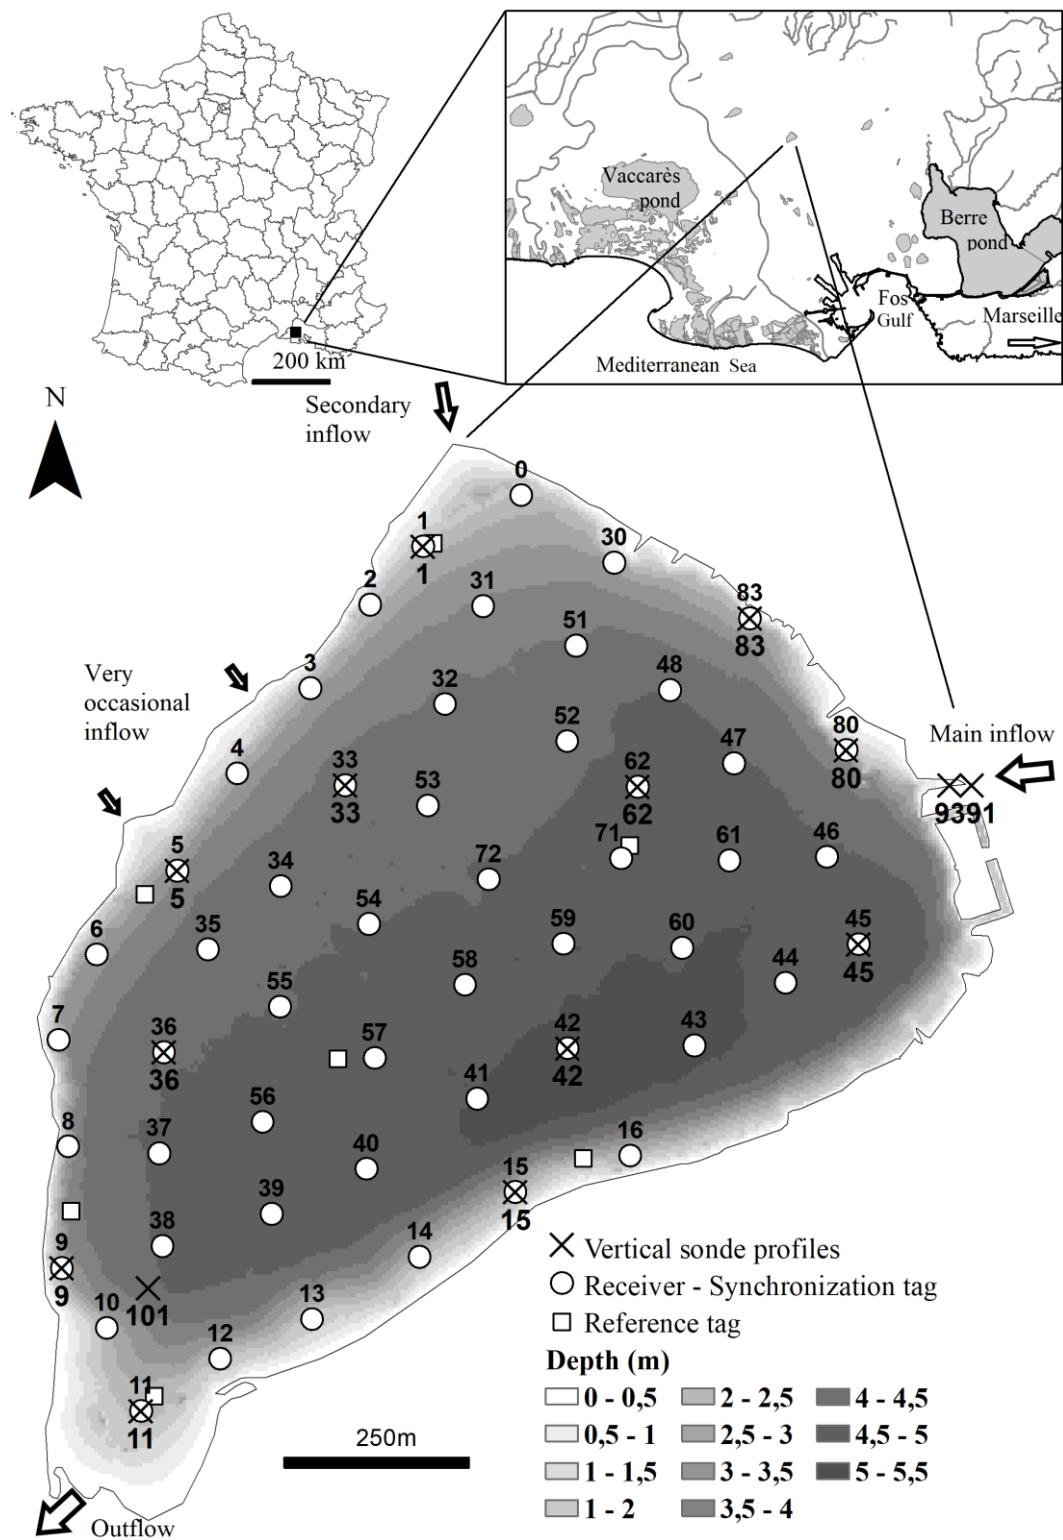 Vaccarès
pond
Berre
pond
Fos
Gulf
Marseille
Mediterranean Sea
200 km
Secondary
inflow
N
0
1
1
30
2
31
83
83
51
3
48
32
Very
occasional
inflow
52
80
80
Main inflow
4
47
33
33
62
62
53
93 91
71
46
5
5
34
72
61
54
6
35
59
60
45
45
58
44
55
7
36
36
57
42
42
43
41
56
8
37
40
16
15
15
39
38
14
9
9
101
10
13
12
11
11
250m
Outflow
Vertical sonde profiles
Receiver - Synchronization tag
Reference tag
Depth (m)
0 - 0,5
2 - 2,5
4 - 4,5
0,5 - 1
2,5 - 3
4,5 - 5
1 - 1,5
3 - 3,5
5 - 5,5
1 - 2
3,5 - 4